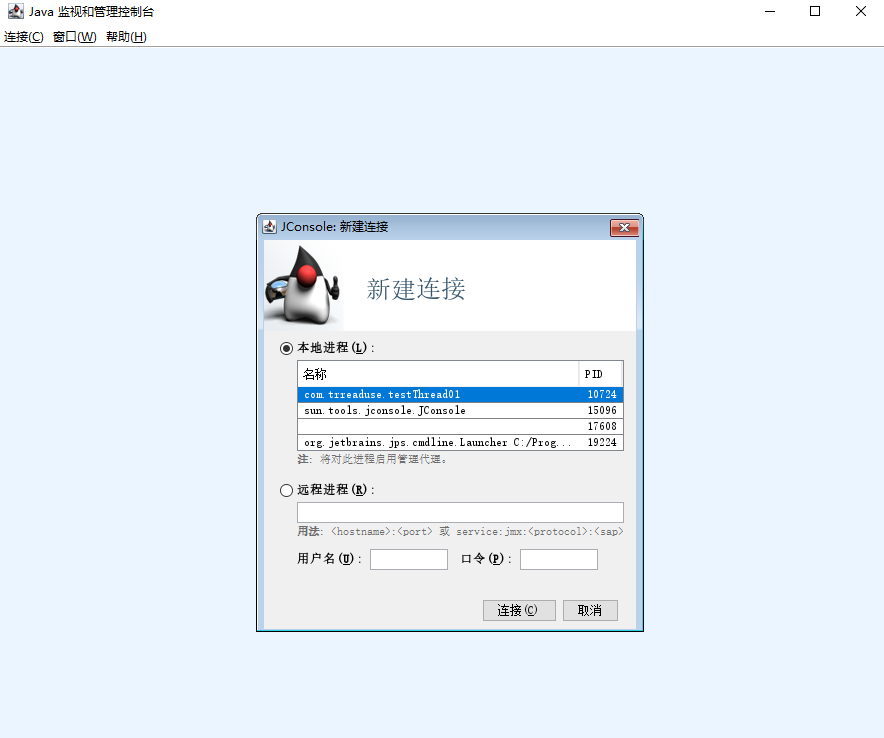 Java 监视和管理控制台
连接(C) 窗口(W) 帮助(H)
JConsole: 新建连接
新建连接
本地进程(L):
名称 PID
com.trreaduse.testThread01 10724
sun.tools.jconsole.JConsole 15096
17608
org.jetbrains.jps.cmdline.Launcher C:/Prog... 19224
注: 将对此进程启用管理代理。
远程进程(R):
用法: <hostname>:<port> 或 service:jmx:<protocol>:<sap>
用户名(U): 口令(P):
连接(C) 取消